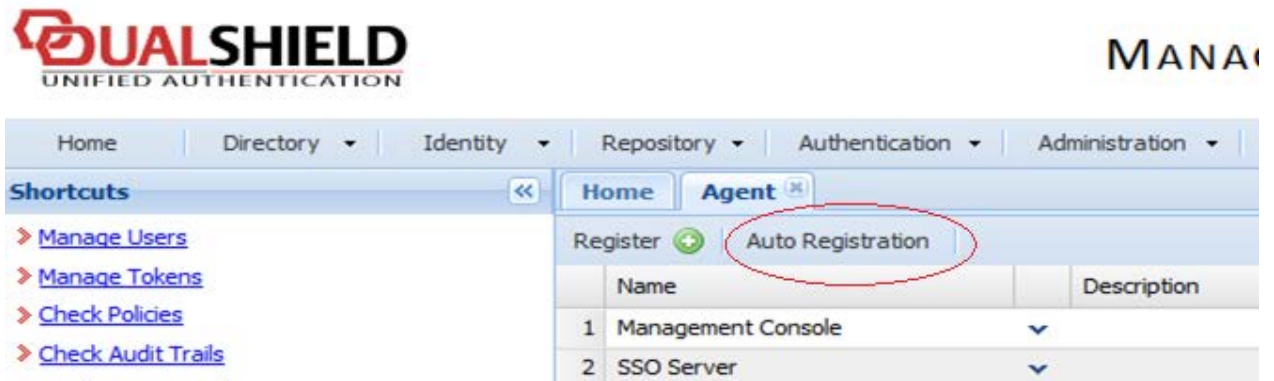 DUALSHIELD
UNIFIED AUTHENTICATION
Home Directory Identity Repository Authentication Administration
Shortcuts
Manage Users
Manage Tokens
Check Policies
Check Audit Trails
Home Agent
Register Auto Registration
Name Description
1 Management Console
2 SSO Server